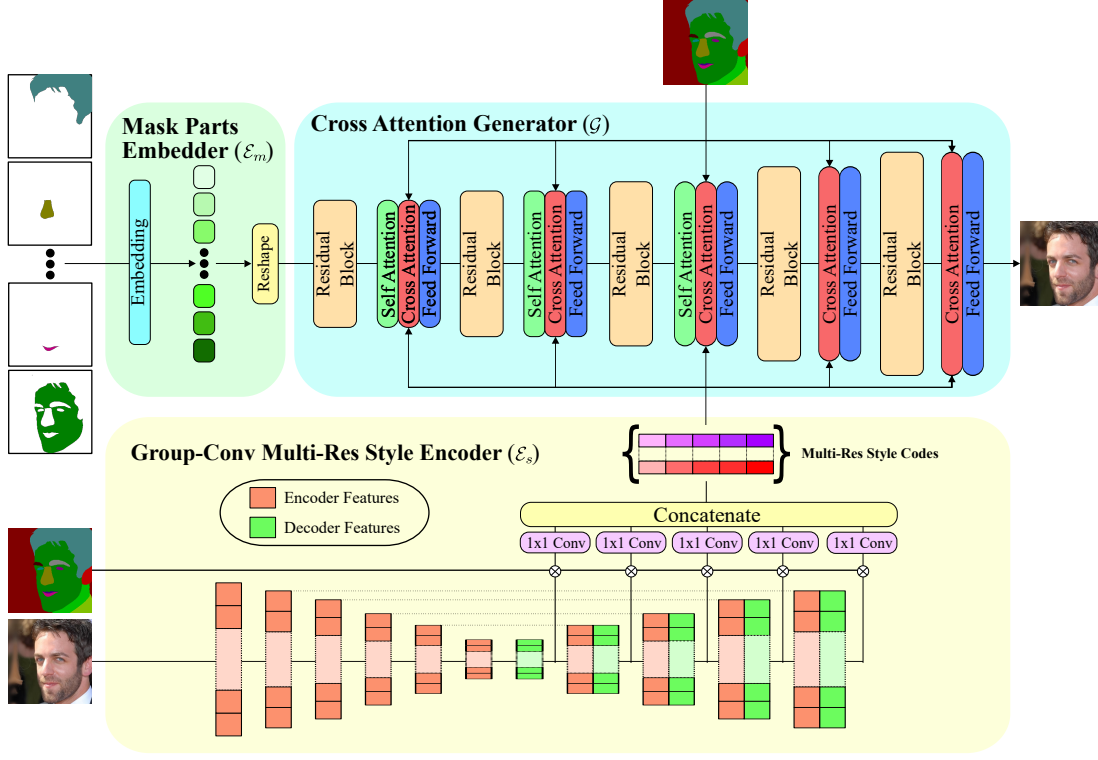 Mask Parts
Embedder (ℰm)
Embedding
Reshape
Cross Attention Generator (𝒢)
Residual
Block
Self Attention
Cross Attention
Feed Forward
Residual
Block
Self Attention
Cross Attention
Feed Forward
Residual
Block
Self Attention
Cross Attention
Feed Forward
Residual
Block
Cross Attention
Feed Forward
Residual
Block
Cross Attention
Feed Forward
Group-Conv Multi-Res Style Encoder (ℰs)
Multi-Res Style Codes
Encoder Features
Decoder Features
Concatenate
1x1 Conv
1x1 Conv
1x1 Conv
1x1 Conv
1x1 Conv